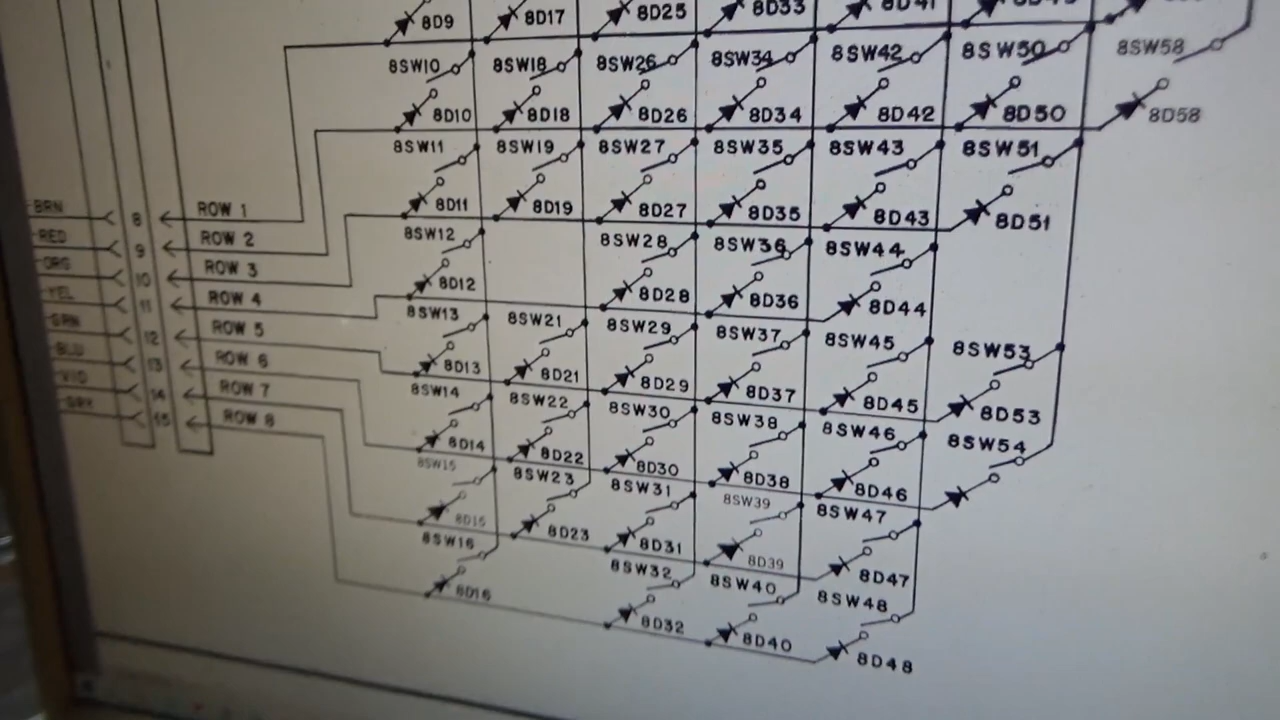 8D9 8D17 8D25 8D33 8D41
8SW10 8SW18 8SW26 8SW34 8SW42 8SW50 8SW58
8D10 8D18 8D26 8D34 8D42 8D50 8D58
8SW11 8SW19 8SW27 8SW35 8SW43 8SW51
BRN 8 ROW 1 8D11 8D19 8D27 8D35 8D43 8D51
RED 9 ROW 2 8SW12 8SW28 8SW36 8SW44
ORG 10 ROW 3 8D12 8D28 8D36 8D44
YEL 11 ROW 4 8SW13 8SW21 8SW29 8SW37 8SW45 8SW53
GRN 12 ROW 5 8D13 8D21 8D29 8D37 8D45 8D53
BLU 13 ROW 6 8SW14 8SW22 8SW30 8SW38 8SW46 8SW54
VIO 14 ROW 7 8D14 8D22 8D30 8D38 8D46
GRY 15 ROW 8 8SW15 8SW23 8SW31 8SW39 8SW47
8D15 8D23 8D31 8D39 8D47
8SW16 8SW32 8SW40 8SW48
8D16 8D32 8D40 8D48